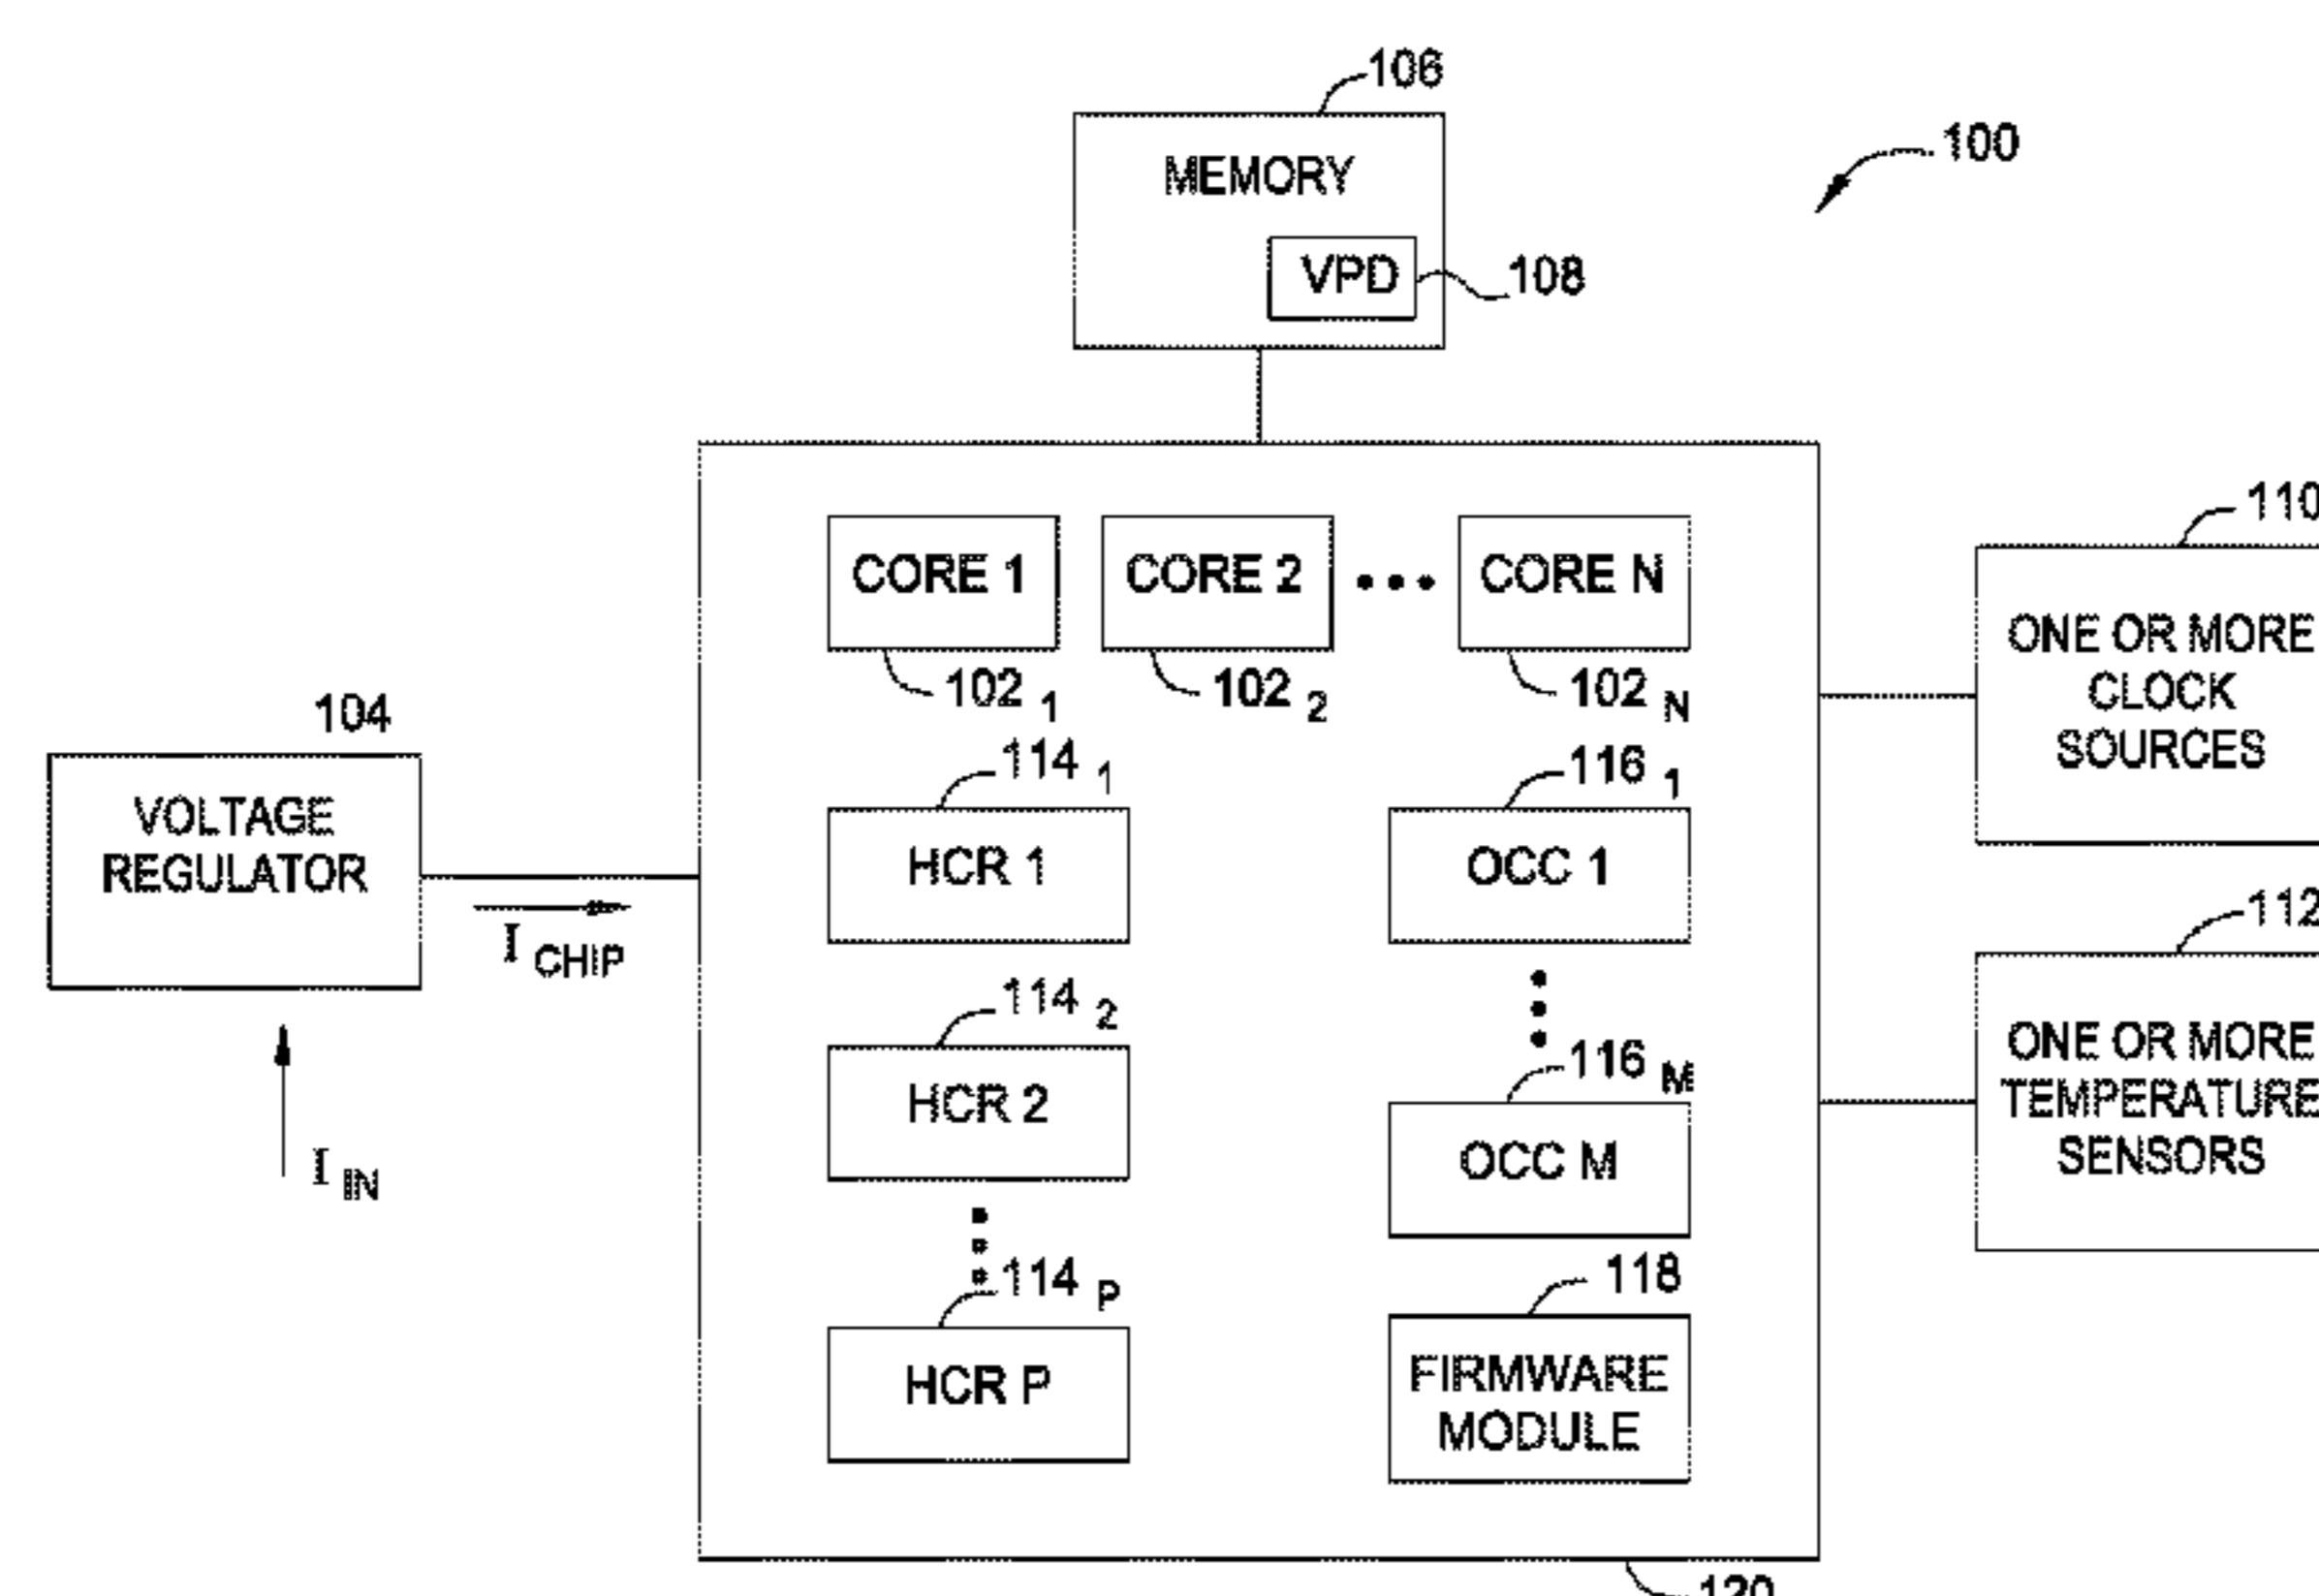 106
100
MEMORY
VPD
108
110
CORE 1
CORE 2
CORE N
102 1
102 2
102 N
ONE OR MORE
CLOCK
SOURCES
104
114 1
116 1
VOLTAGE
REGULATOR
HCR 1
OCC 1
I CHIP
112
114 2
116 M
ONE OR MORE
TEMPERATURE
SENSORS
HCR 2
OCC M
I IN
114 P
118
HCR P
FIRMWARE
MODULE
120